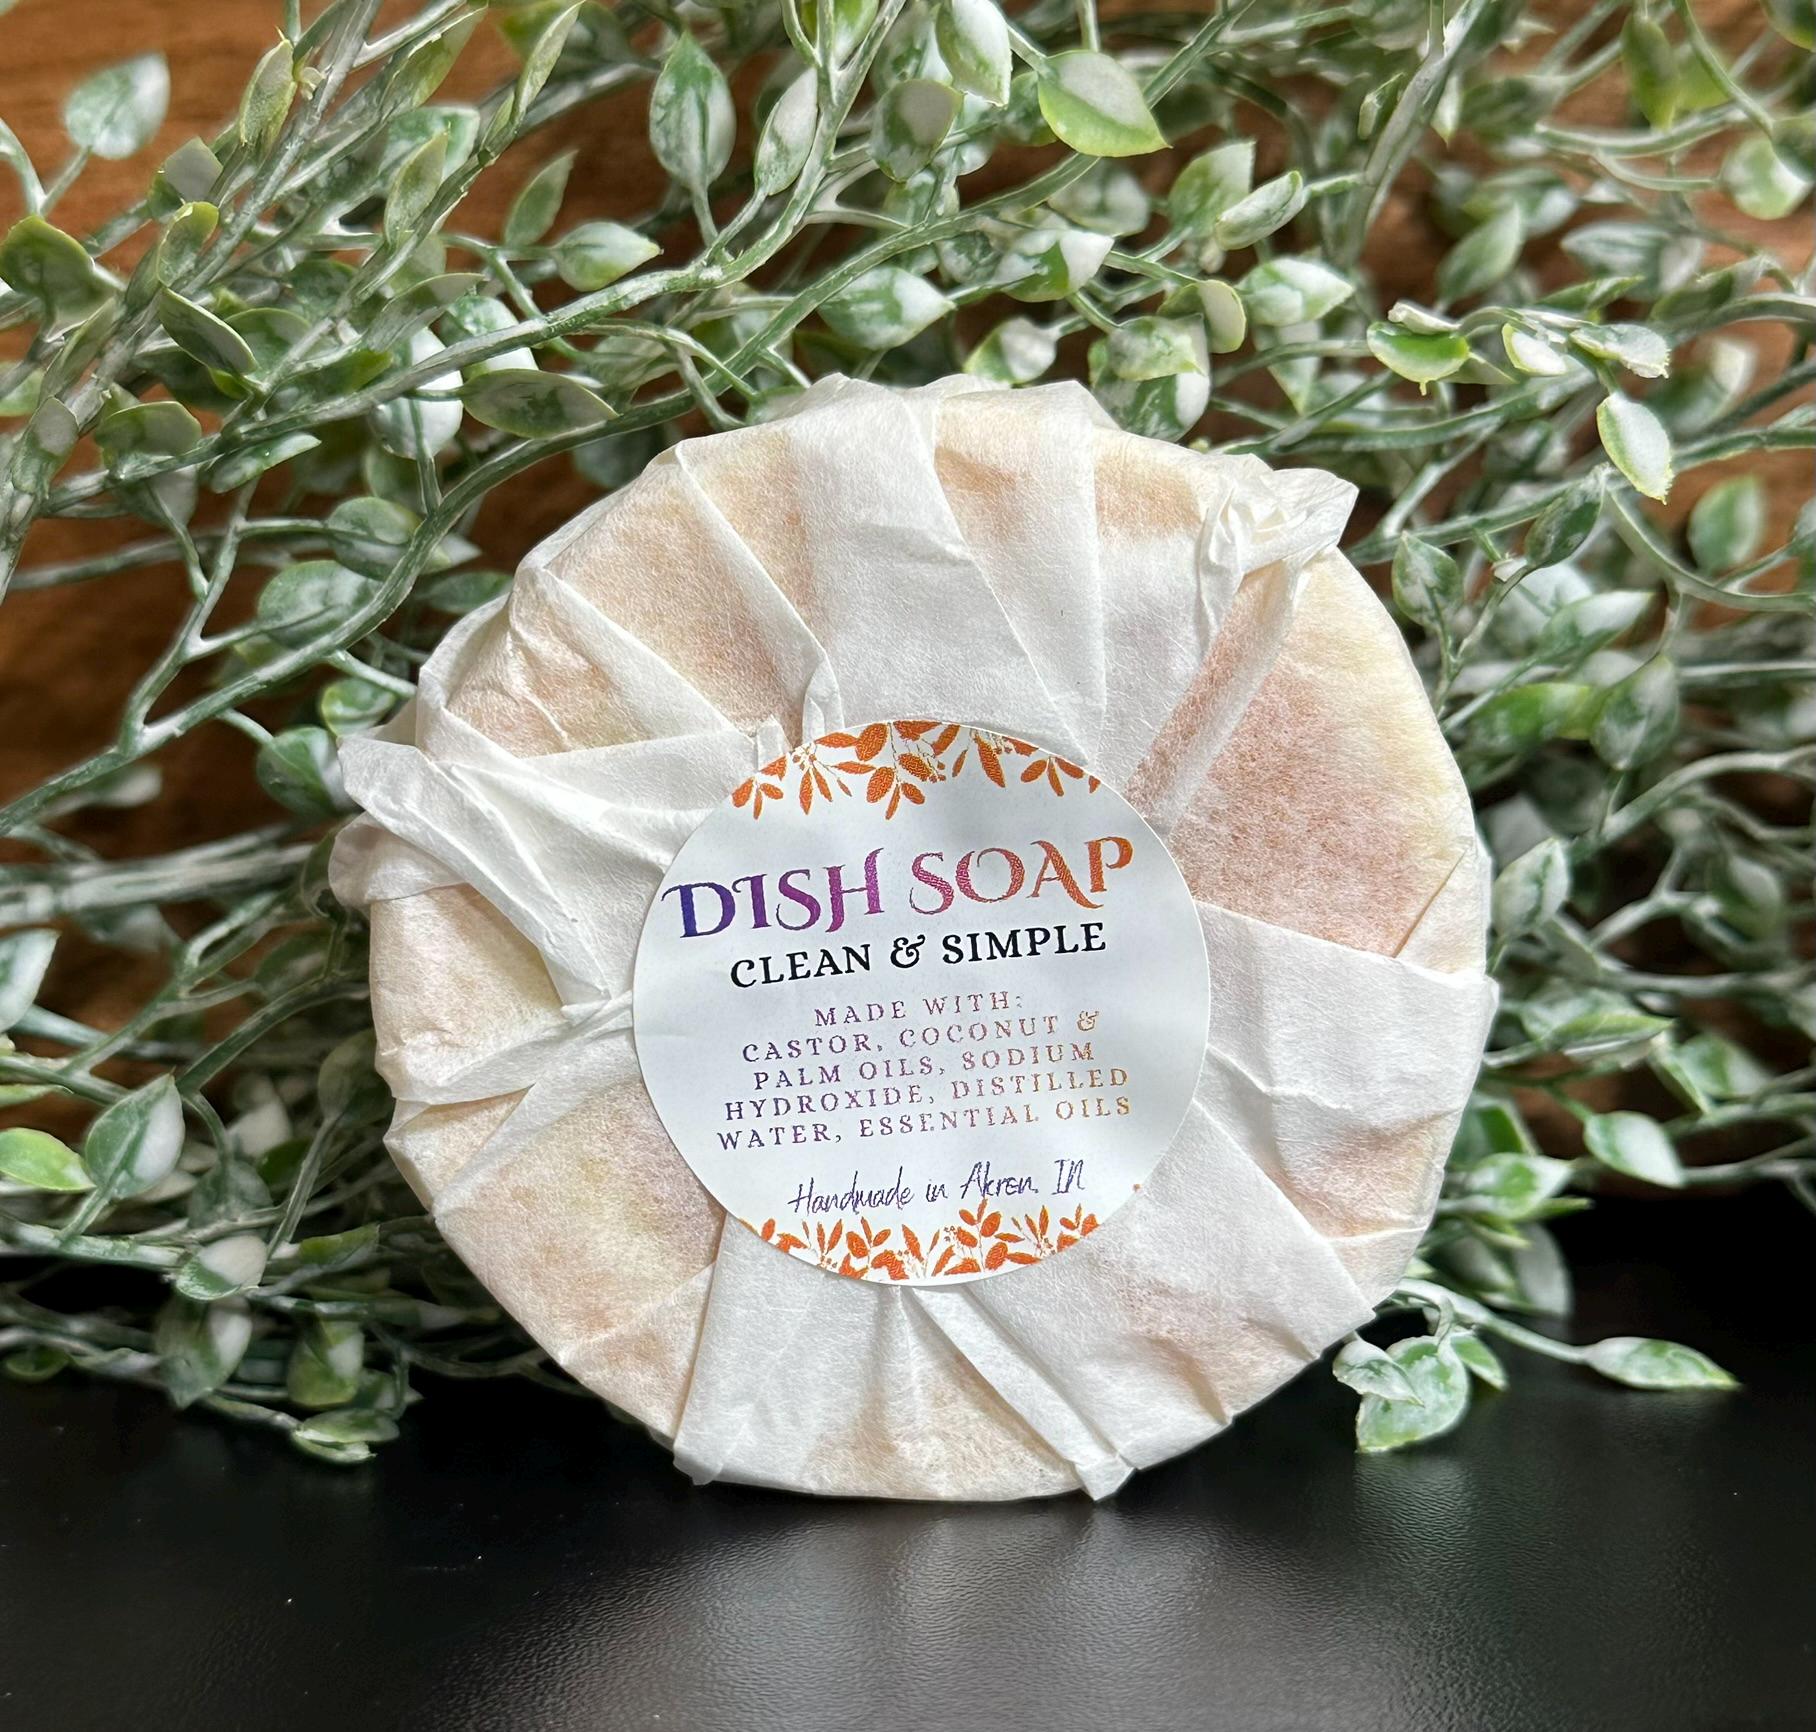 DISH SOAP
CLEAN & SIMPLE
MADE WITH:
CASTOR, COCONUT &
PALM OILS, SODIUM
HYDROXIDE, DISTILLED
WATER, ESSENTIAL OILS
Handmade in Akron, IN